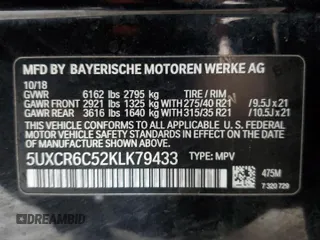 MFD BY BAYERISCHE MOTOREN WERKE AG
10/18
GVWR 6162 lbs 2795 kg TIRE / RIM
GAWR FRONT 2921 lbs 1325 kg W 275/40 R21 / 9.5J x 21
GAWR REAR 3616 lbs 1640 kg W 315/35 R21 / 10.5J x 21
THIS VEHICLE CONFORMS TO ALL APPLICABLE U.S. FEDERAL
MOTOR VEHICLE SAFETY STANDARDS IN EFFECT ON THE DATE
OF MANUFACTURE SHOWN ABOVE.
5UXCR6C52KLK79433 TYPE: MPV
475M
7 320 729
AUTOBIDMASTER